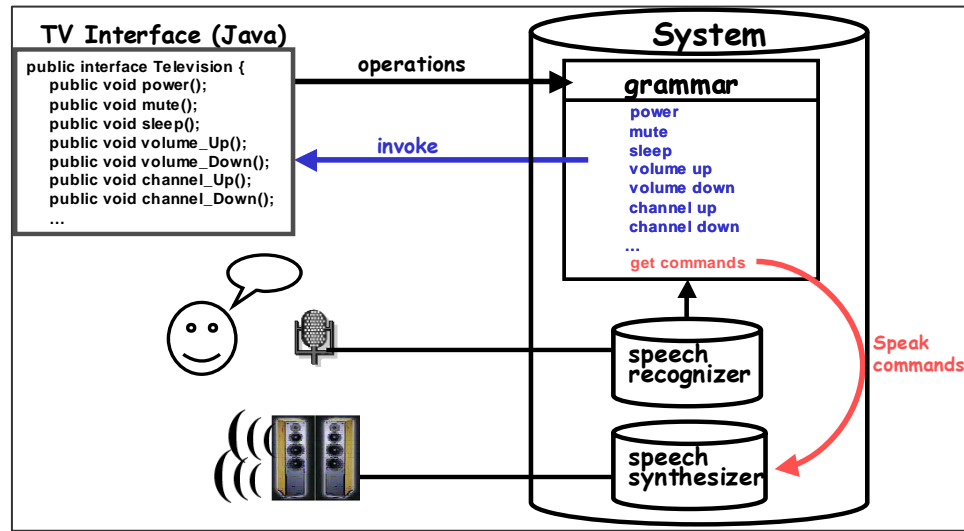 TV Interface (Java)
public interface Television {
public void power();
public void mute();
public void sleep();
public void volume_Up();
public void volume_Down();
public void channel_Up();
public void channel_Down();
...
operations
invoke
System
grammar
power
mute
sleep
volume up
volume down
channel up
channel down
...
get commands
Speak
commands
speech
recognizer
speech
synthesizer